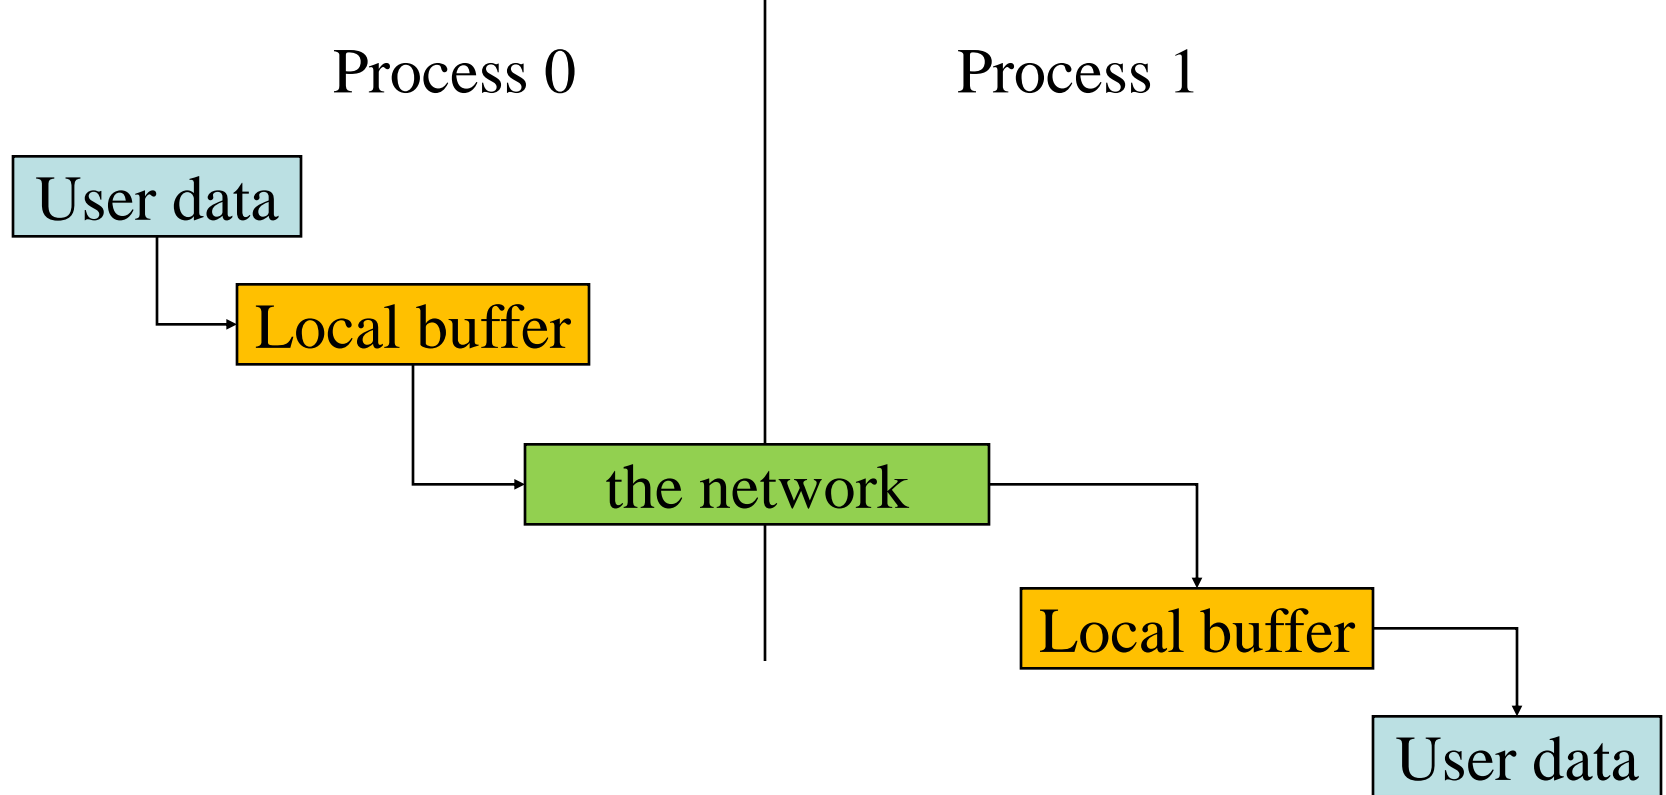 Process 0
Process 1
User data
Local buffer
the network
Local buffer
User data